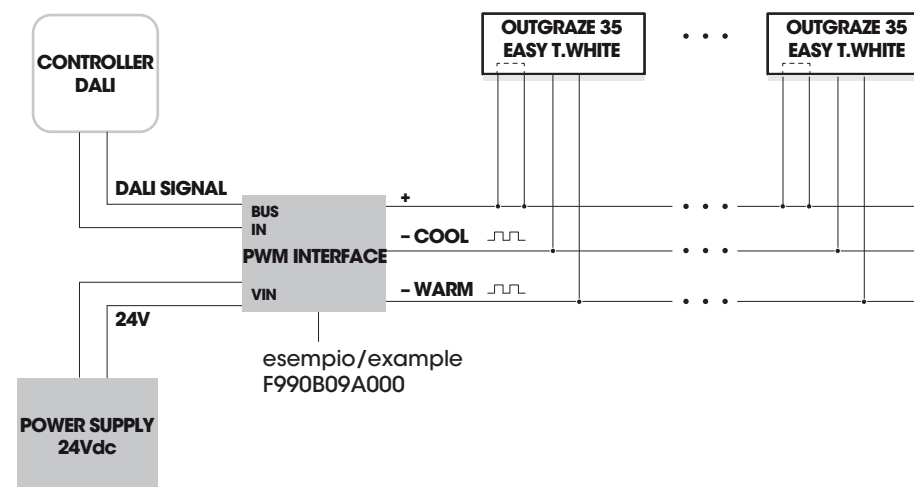 OUTGRAZE 35
EASY T.WHITE
OUTGRAZE 35
EASY T.WHITE
CONTROLLER
DALI
DALI SIGNAL
BUS
IN
PWM INTERFACE
VIN
+
– COOL
– WARM
24V
esempio/example
F990B09A000
POWER SUPPLY
24Vdc